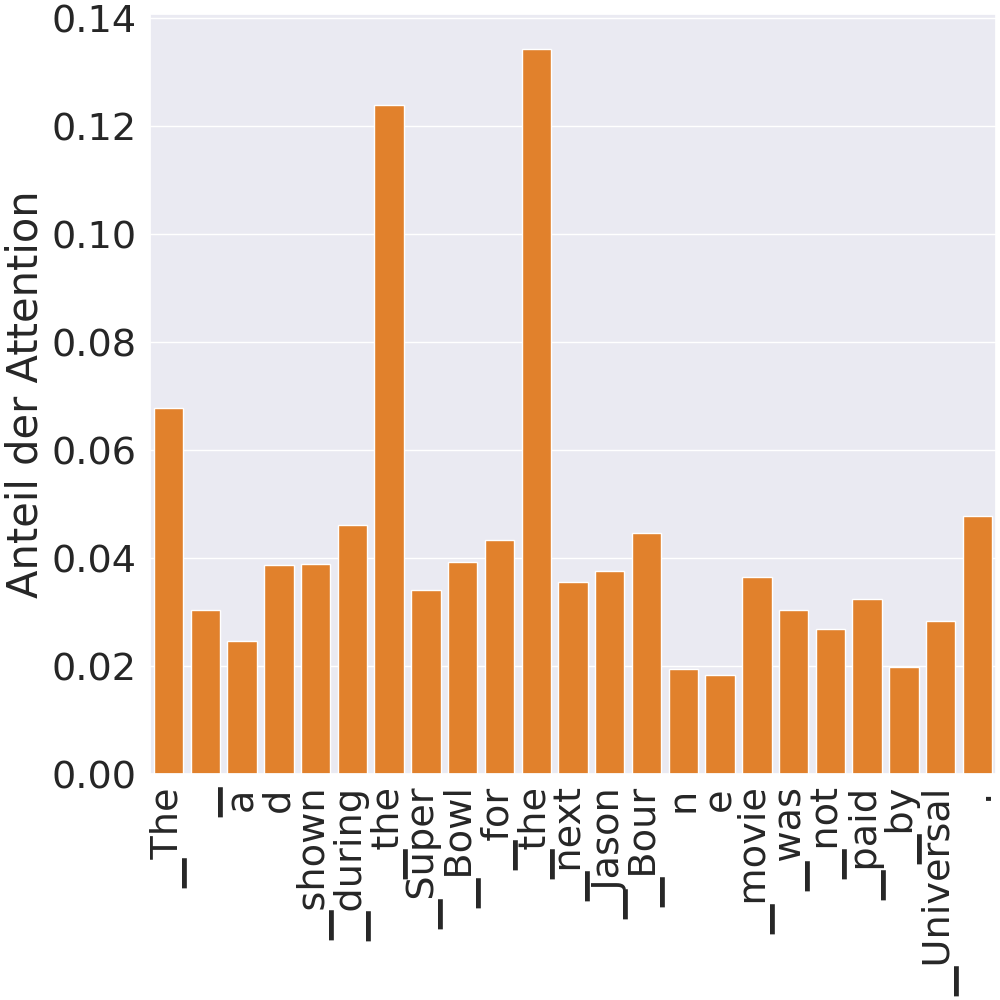 Anteil der Attention
0.14
0.12
0.10
0.08
0.06
0.04
0.02
0.00
_The
_
a
d
_shown
_during
_the
_Super
_Bowl
_for
_the
_next
_Jason
_Bour
n
e
_movie
_was
_not
_paid
_by
_Universal
.